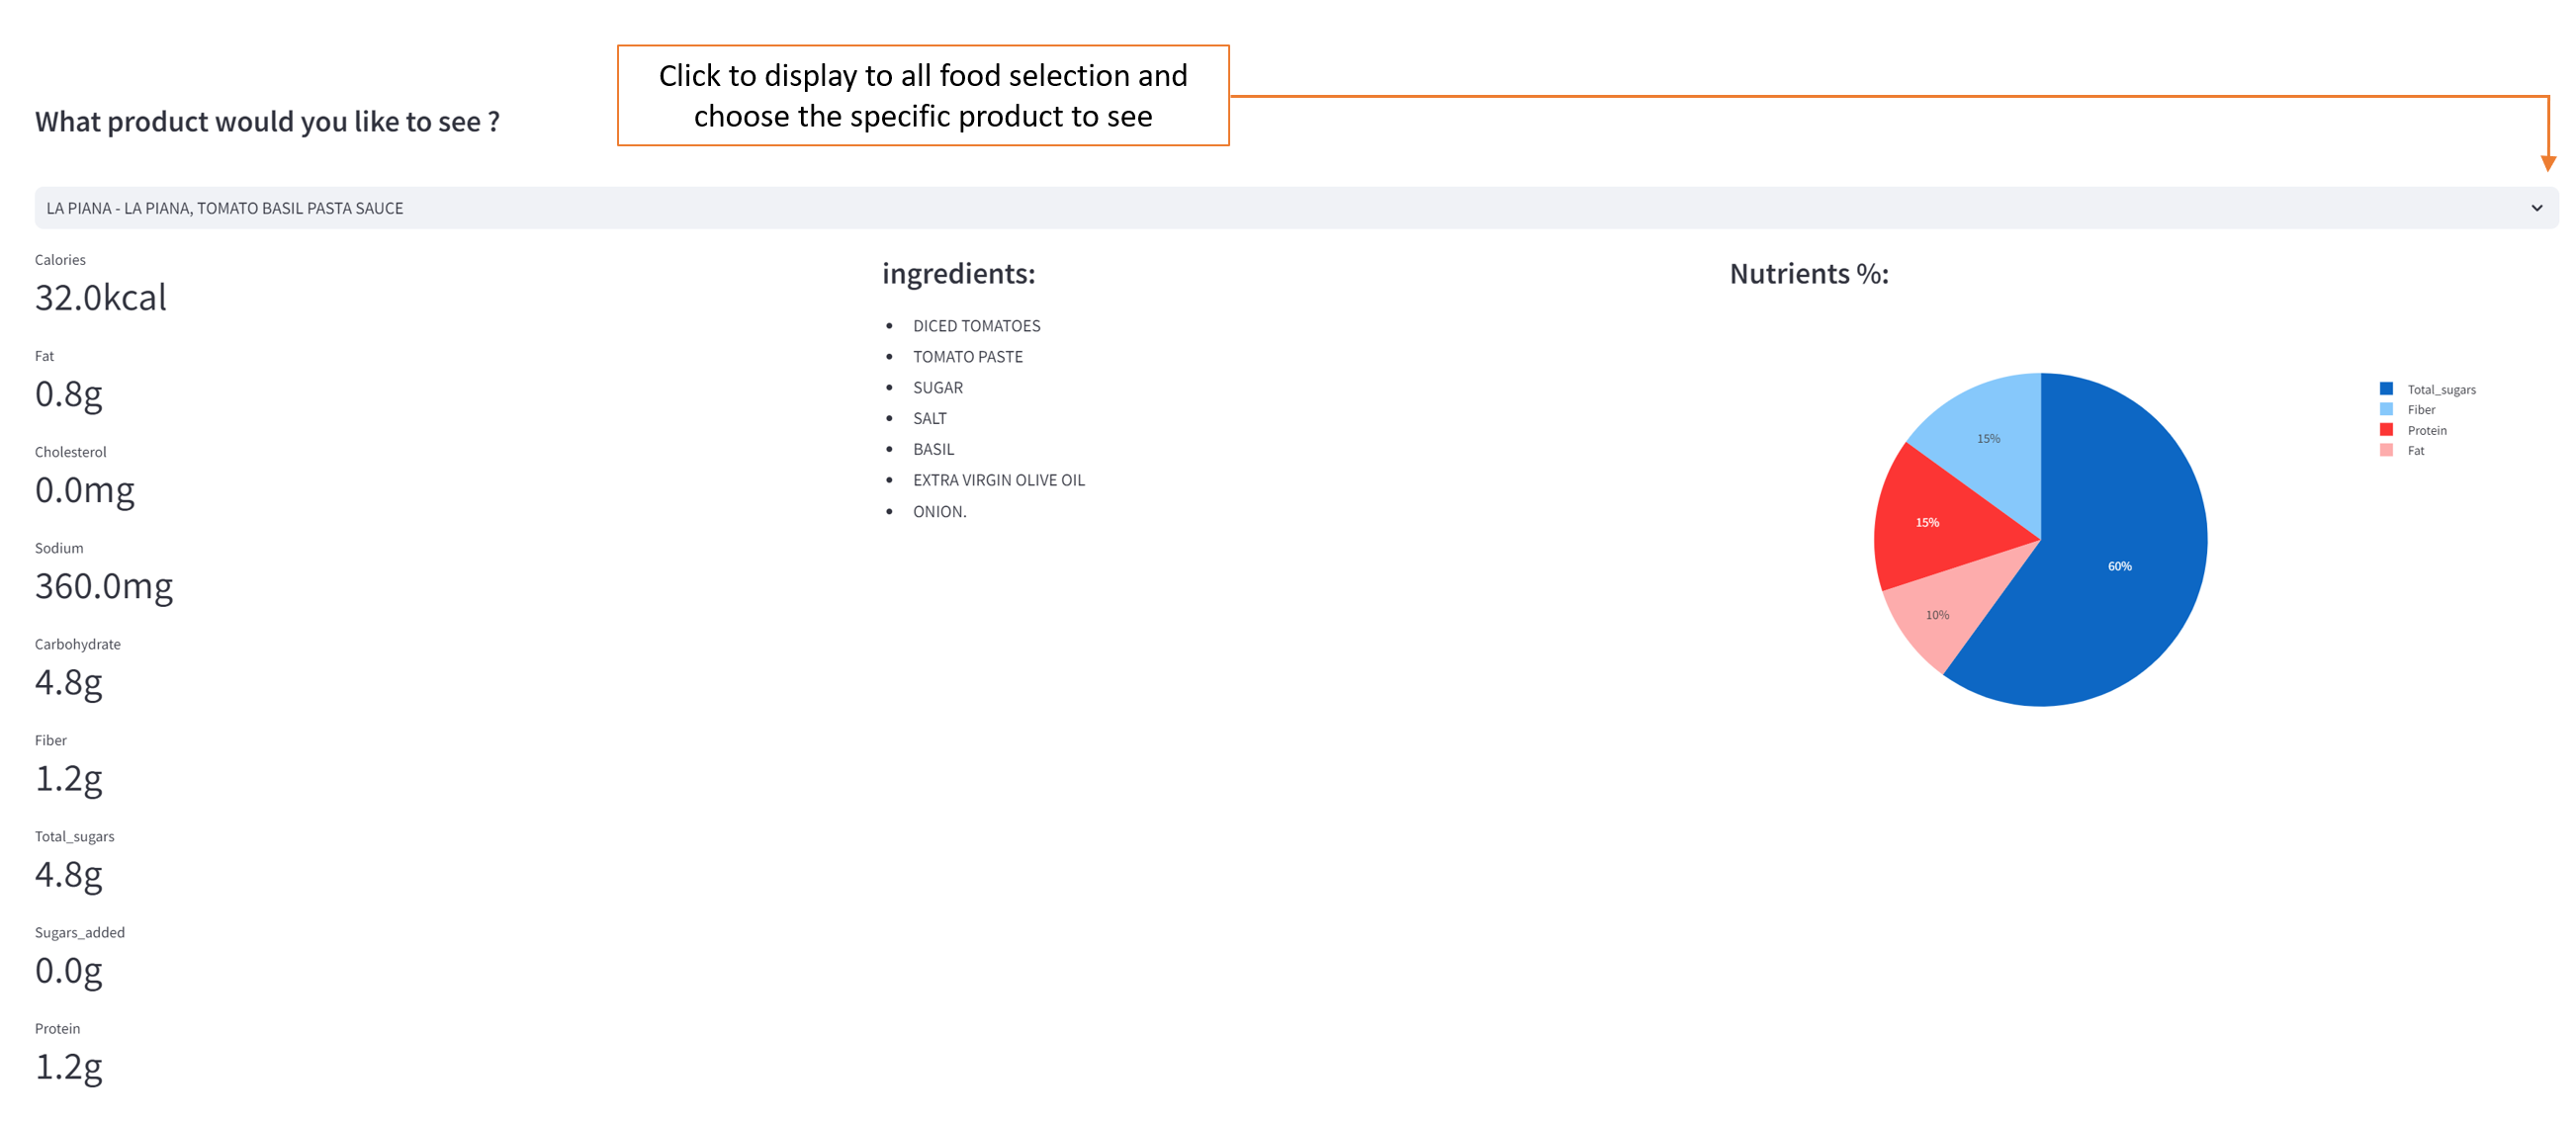 Click to display to all food selection and
choose the specific product to see
What product would you like to see ?
LA PIANA - LA PIANA, TOMATO BASIL PASTA SAUCE
Calories
32.0kcal
Fat
0.8g
Cholesterol
0.0mg
Sodium
360.0mg
Carbohydrate
4.8g
Fiber
1.2g
Total_sugars
4.8g
Sugars_added
0.0g
Protein
1.2g
ingredients:
DICED TOMATOES
TOMATO PASTE
SUGAR
SALT
BASIL
EXTRA VIRGIN OLIVE OIL
ONION.
Nutrients %:
15%
15%
10%
60%
Total_sugars
Fiber
Protein
Fat